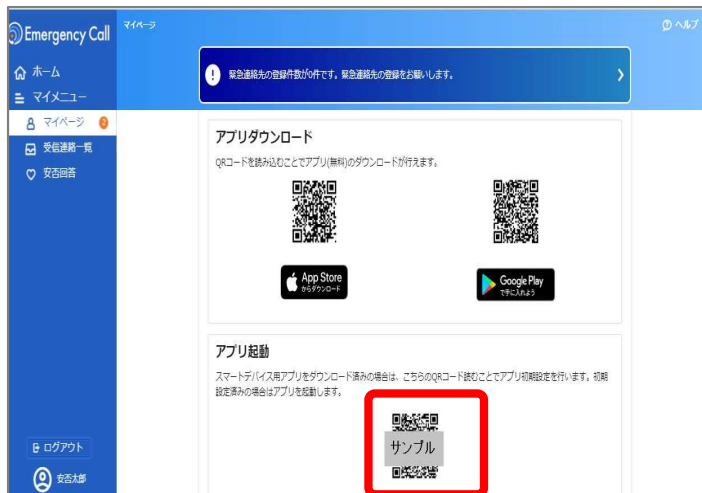 Emergency Call
マイページ
ヘルプ
ホーム
マイメニュー
マイページ 2
受信連絡一覧
安否回答
緊急連絡先の登録件数が0件です。緊急連絡先の登録をお願いします。
アプリダウンロード
QRコードを読み込むことでアプリ(無料)のダウンロードが行えます。
App Store
からダウンロード
Google Play
で手に入れよう
アプリ起動
スマートデバイス用アプリをダウンロード済みの場合は、こちらのQRコード読むことでアプリ初期設定を行います。初期
設定済みの場合はアプリを起動します。
サンプル
ログアウト
安否太郎